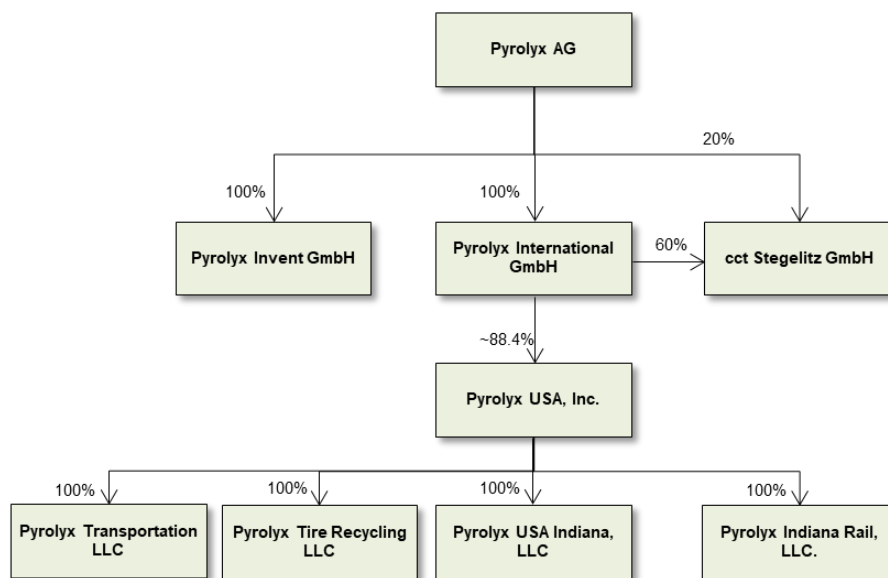 Pyrolyx AG
20%
100%
100%
Pyrolyx Invent GmbH
Pyrolyx International
GmbH
60%
cct Stegelitz GmbH
~88.4%
Pyrolyx USA, Inc.
100%
100%
100%
100%
Pyrolyx Transportation
LLC
Pyrolyx Tire Recycling
LLC
Pyrolyx USA Indiana,
LLC
Pyrolyx Indiana Rail,
LLC.